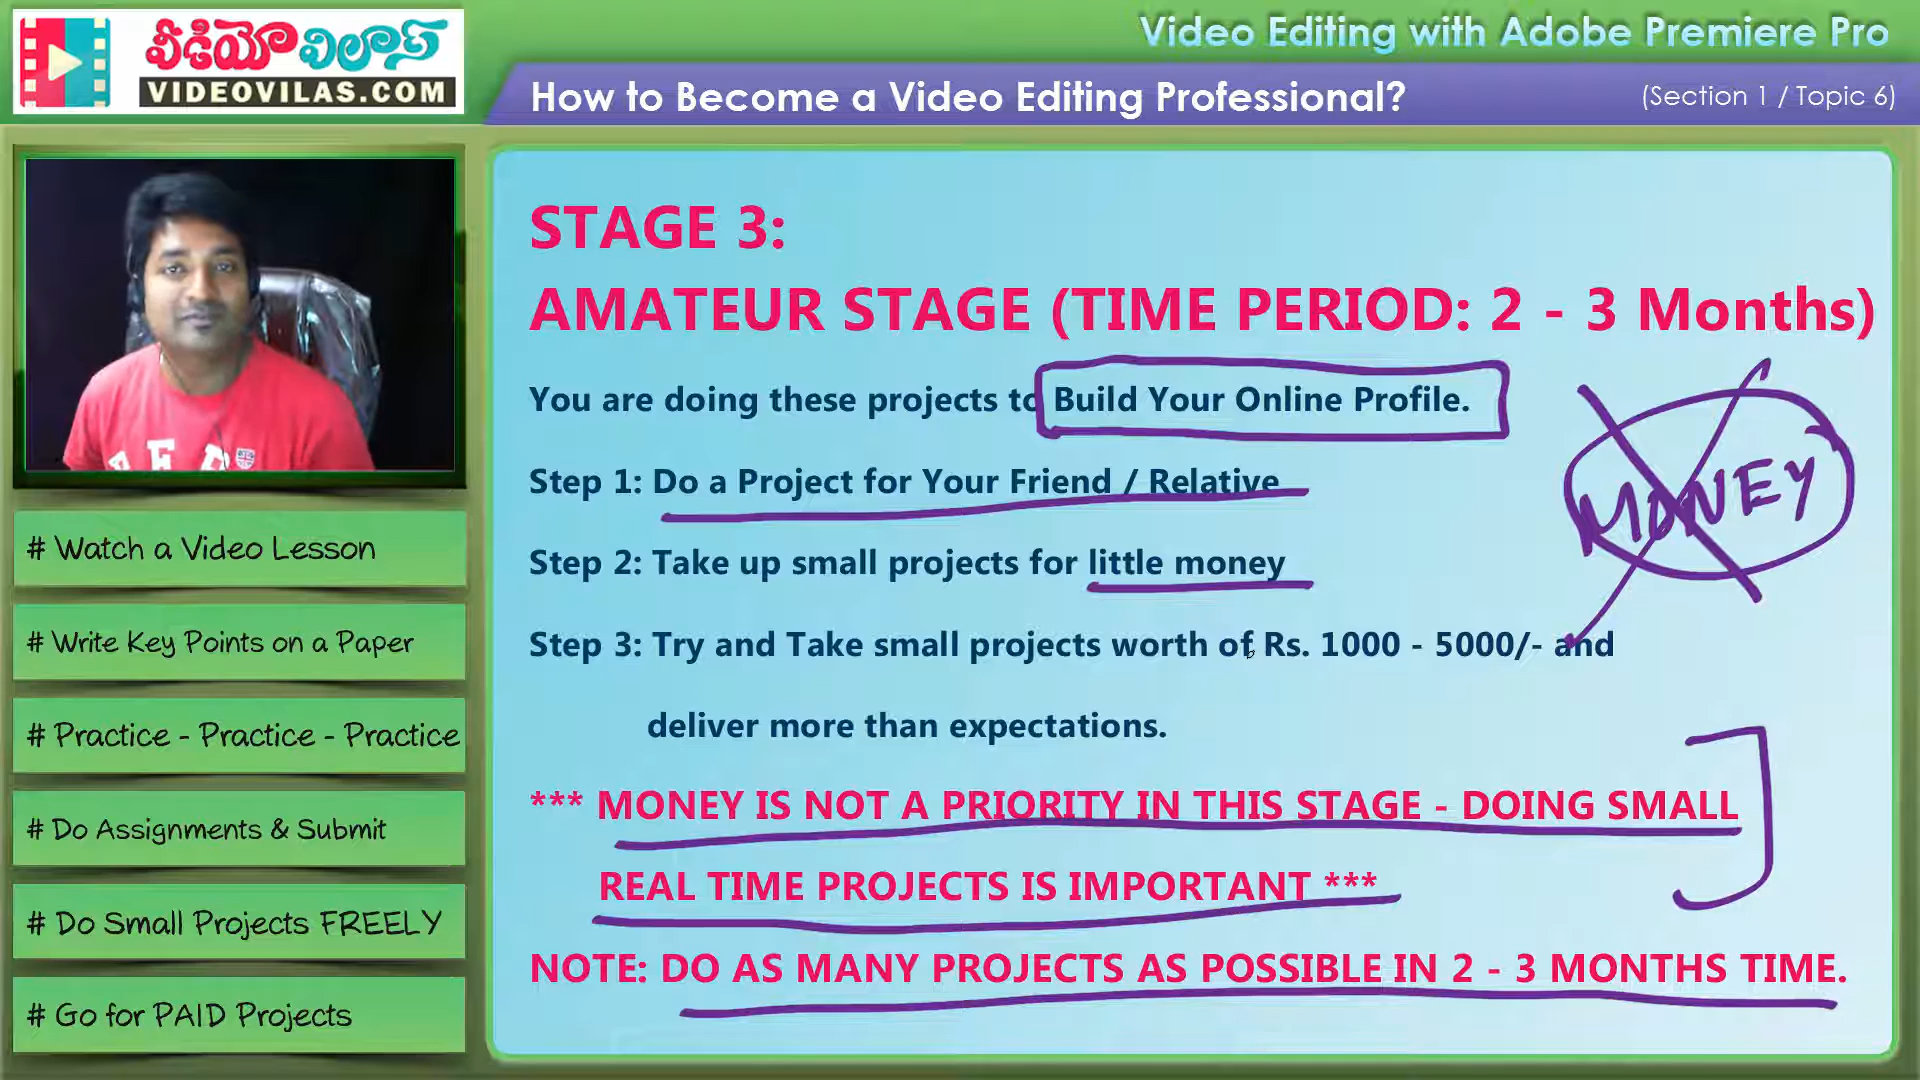 వీడియో విలాస్
VIDEOVILAS.COM
Video Editing with Adobe Premiere Pro
How to Become a Video Editing Professional?
(Section 1 / Topic 6)
# Watch a Video Lesson
# Write Key Points on a Paper
# Practice - Practice - Practice
# Do Assignments & Submit
# Do Small Projects FREELY
# Go for PAID Projects
STAGE 3:
AMATEUR STAGE (TIME PERIOD: 2 - 3 Months)
You are doing these projects to Build Your Online Profile.
Step 1: Do a Project for Your Friend / Relative
MONEY
Step 2: Take up small projects for little money
Step 3: Try and Take small projects worth of Rs. 1000 - 5000/- and
deliver more than expectations.
*** MONEY IS NOT A PRIORITY IN THIS STAGE - DOING SMALL
REAL TIME PROJECTS IS IMPORTANT ***
NOTE: DO AS MANY PROJECTS AS POSSIBLE IN 2 - 3 MONTHS TIME.